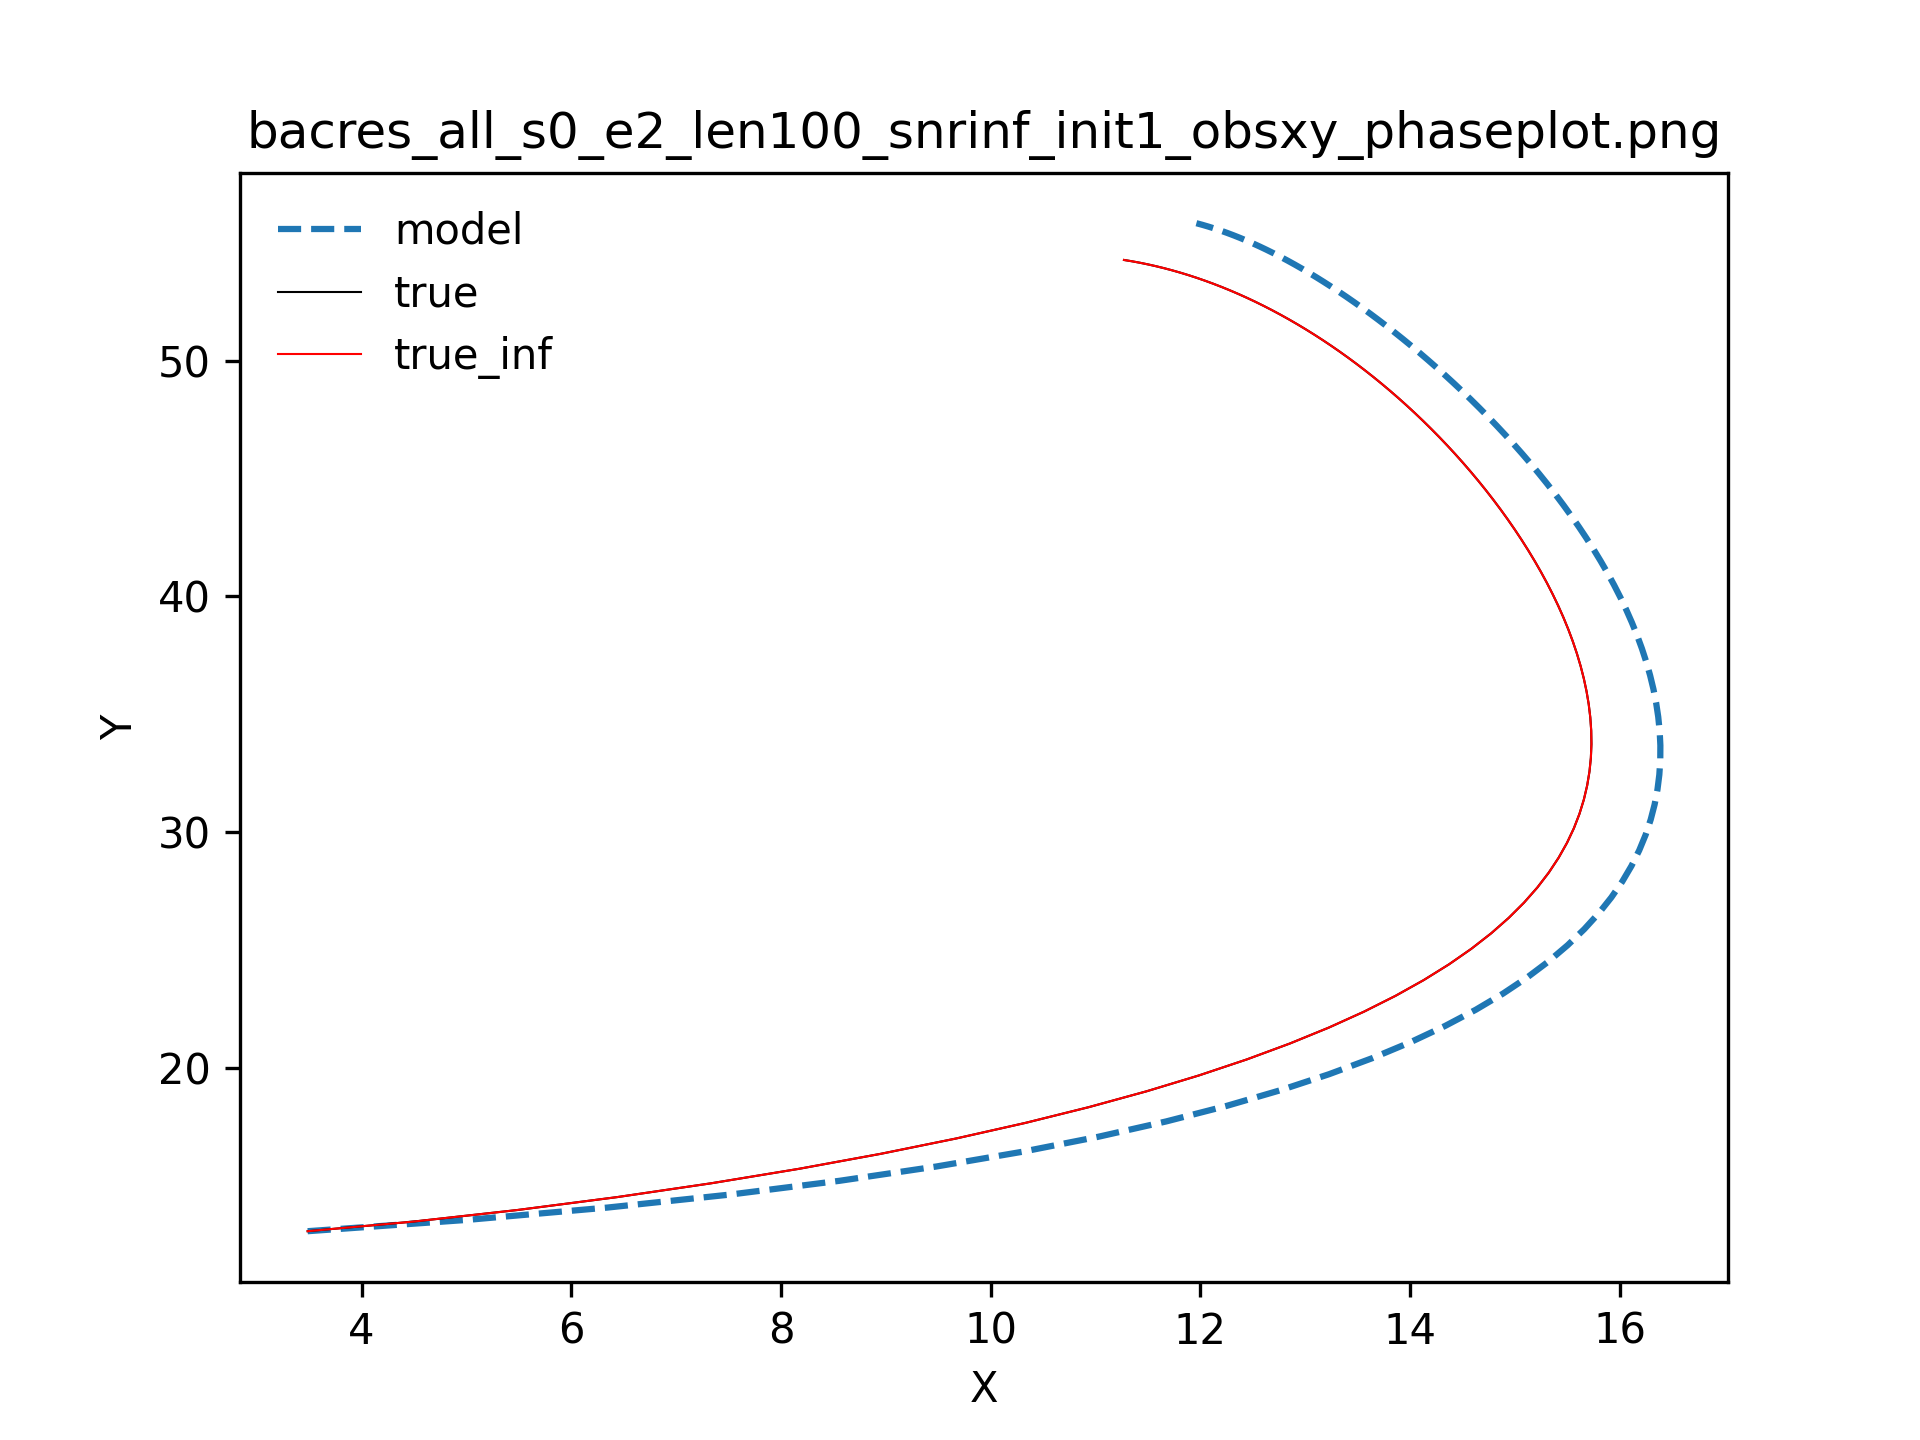 bacres_all_s0_e2_len100_snrinf_init1_obsxy_phaseplot.png
model
true
true_inf
50
40
30
20
Y
4 6 8 10 12 14 16
X